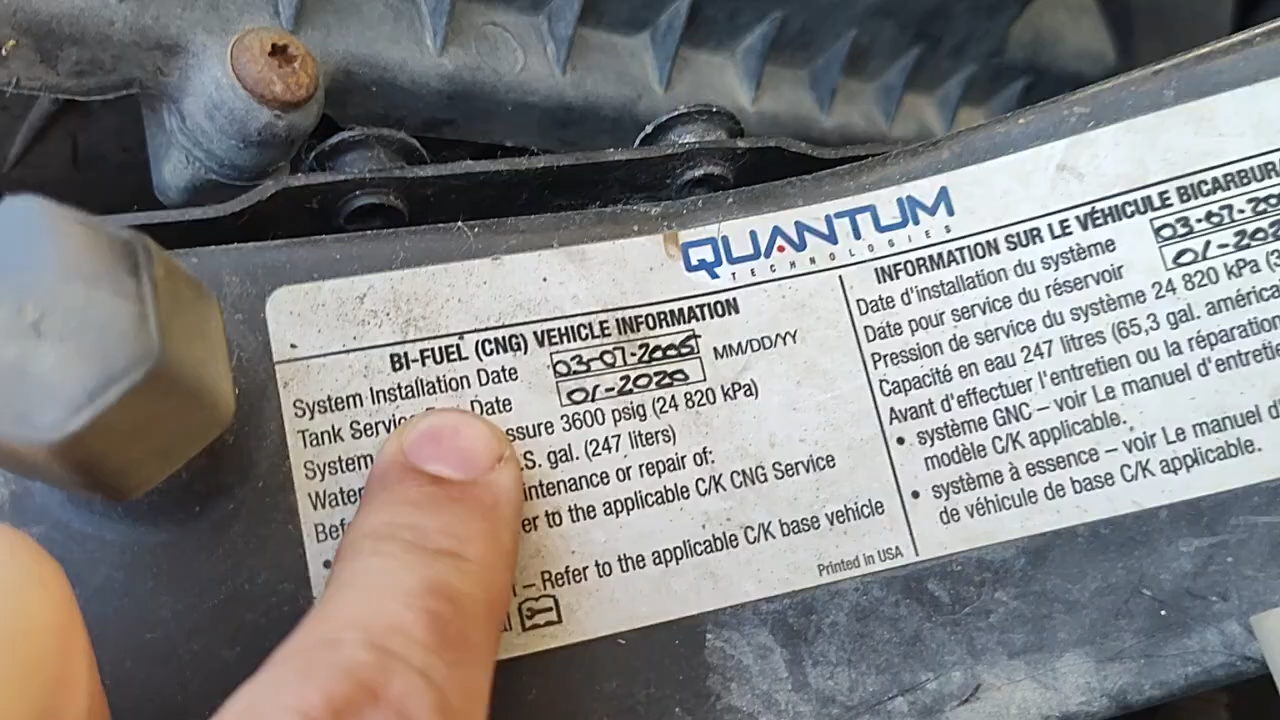 QUANTUM
TECHNOLOGIES
BI-FUEL (CNG) VEHICLE INFORMATION
System Installation Date 03-07-2005 MM/DD/YY
Tank Service Date 01-2020
System ssure 3600 psig (24 820 kPa)
Water .S. gal. (247 liters)
Bef intenance or repair of:
• er to the applicable C/K CNG Service
– Refer to the applicable C/K base vehicle
Printed in USA
INFORMATION SUR LE VÉHICULE BICARBURA
Date d'installation du système 03-07-20
Date pour service du réservoir 01-202
Pression de service du système 24 820 kPa (3
Capacité en eau 247 litres (65,3 gal. américa
Avant d'effectuer l'entretien ou la réparation
• système GNC – voir Le manuel d'entretie
modèle C/K applicable.
• système à essence – voir Le manuel d
de véhicule de base C/K applicable.